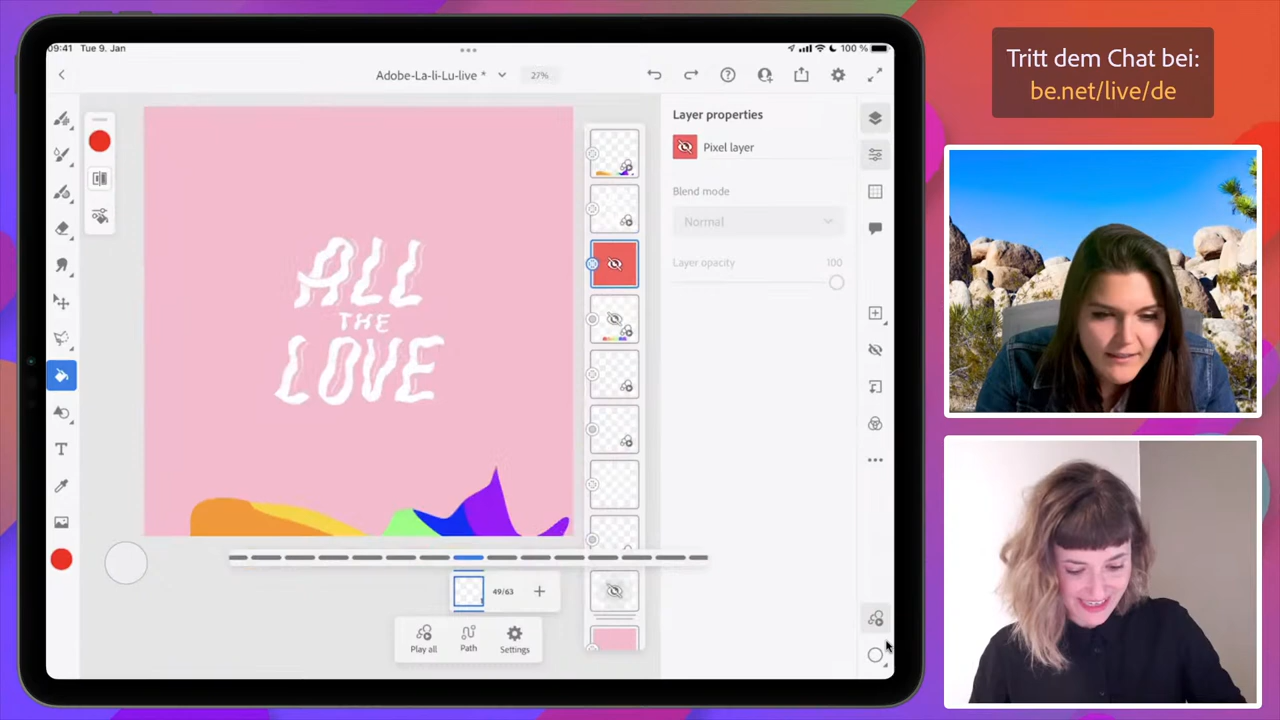 Tritt dem Chat bei:
be.net/live/de
09:41 Tue 9. Jan
100 %
Adobe-La-li-Lu-live *
27%
Layer properties
Pixel layer
Blend mode
Normal
Layer opacity
100
ALL
THE
LOVE
49/63
Play all
Path
Settings